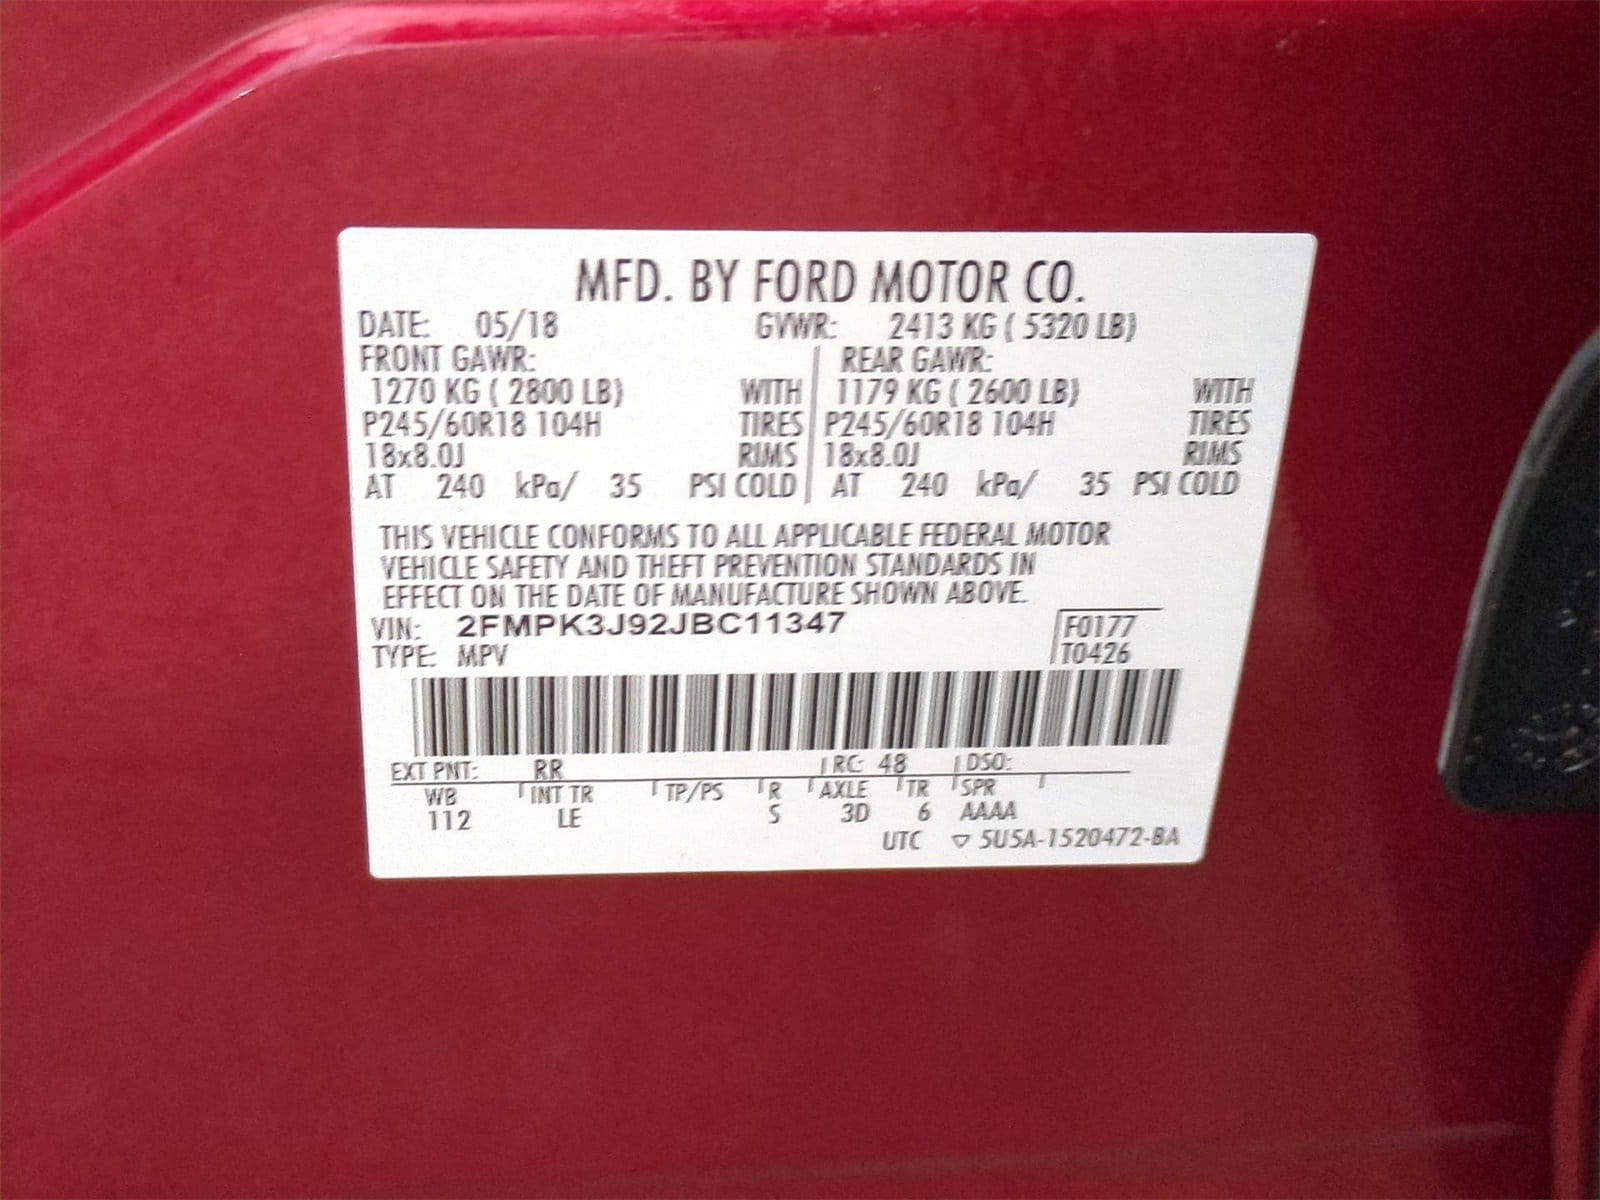 MFD. BY FORD MOTOR CO.
DATE: 05/18 GVWR: 2413 KG ( 5320 LB)
FRONT GAWR: REAR GAWR:
1270 KG ( 2800 LB) WITH 1179 KG ( 2600 LB) WITH
P245/60R18 104H TIRES P245/60R18 104H TIRES
18x8.0J RIMS 18x8.0J RIMS
AT 240 kPa/ 35 PSI COLD AT 240 kPa/ 35 PSI COLD
THIS VEHICLE CONFORMS TO ALL APPLICABLE FEDERAL MOTOR
VEHICLE SAFETY AND THEFT PREVENTION STANDARDS IN
EFFECT ON THE DATE OF MANUFACTURE SHOWN ABOVE.
VIN: 2FMPK3J92JBC11347 F0177
TYPE: MPV T0426
EXT PNT: RR RC: 48 DSO:
WB INT TR TP/PS R AXLE TR SPR
112 LE S 3D 6 AAAA
UTC ▽ 5U5A-1520472-BA